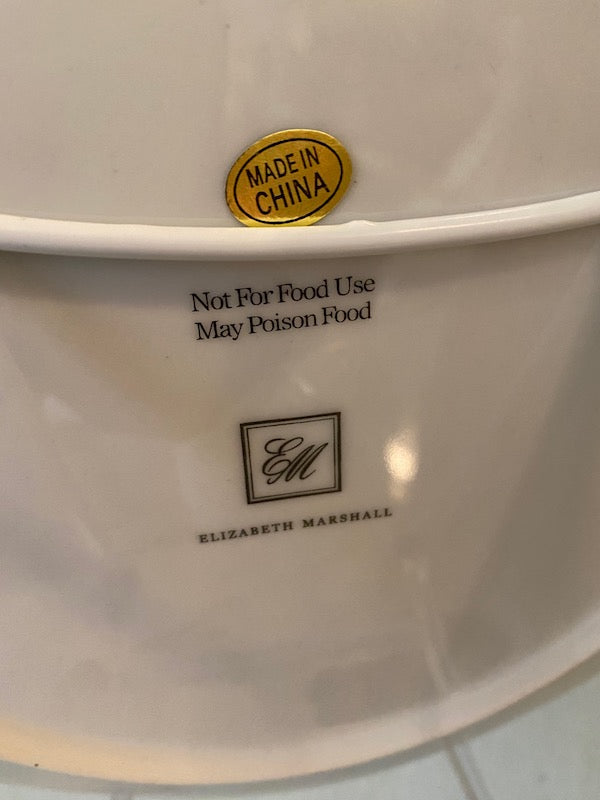 MADE IN
CHINA
Not For Food Use
May Poison Food
EM
ELIZABETH MARSHALL